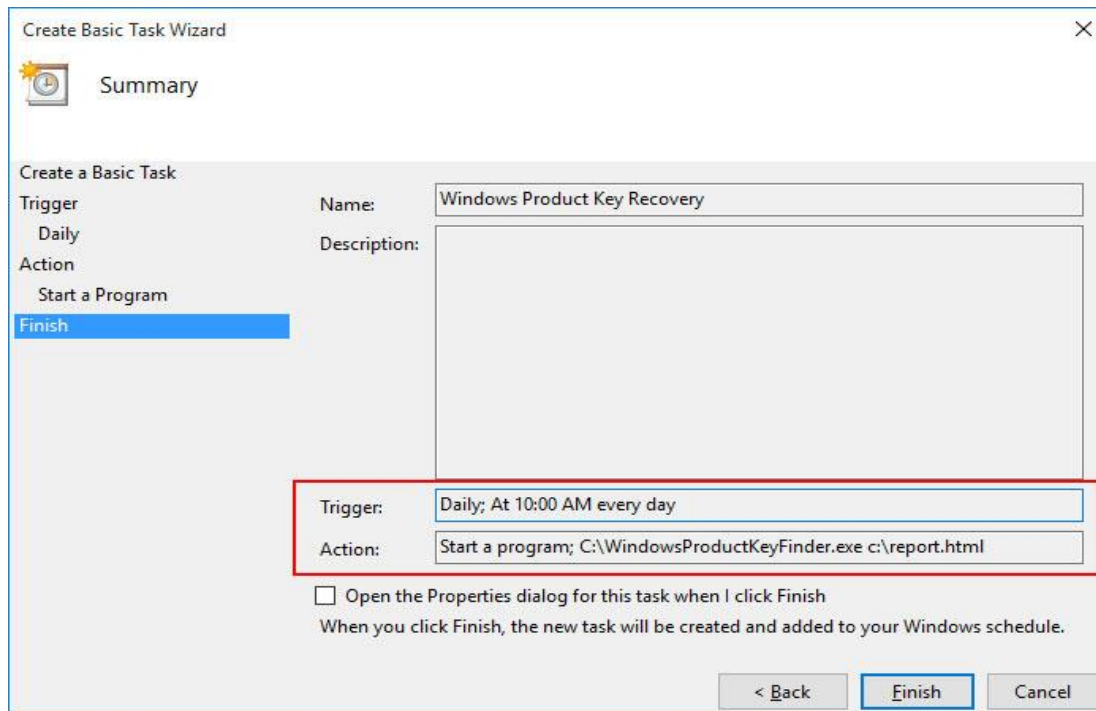 Create Basic Task Wizard
Summary
Create a Basic Task
Trigger
Daily
Action
Start a Program
Finish
Name: Windows Product Key Recovery
Description:
Trigger: Daily; At 10:00 AM every day
Action: Start a program; C:\WindowsProductKeyFinder.exe c:\report.html
Open the Properties dialog for this task when I click Finish
When you click Finish, the new task will be created and added to your Windows schedule.
< Back Finish Cancel